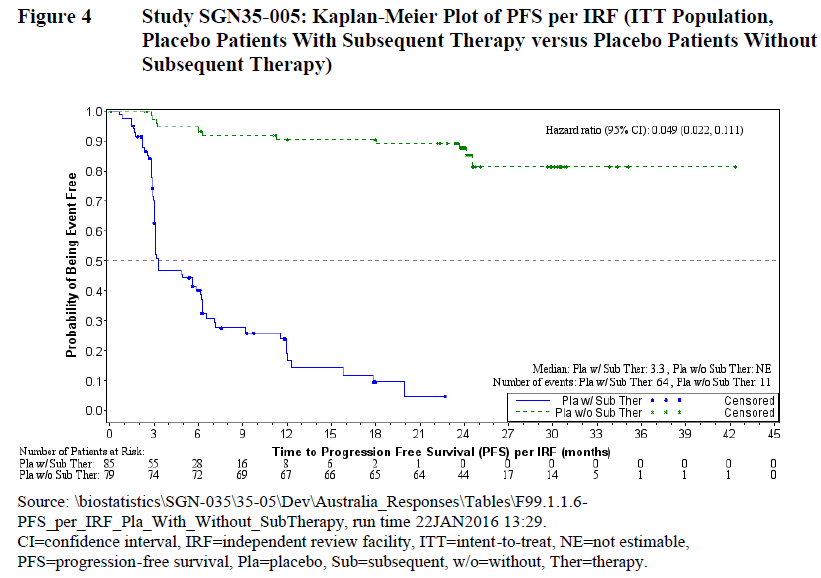 Figure 4 Study SGN35-005: Kaplan-Meier Plot of PFS per IRF (ITT Population,
Placebo Patients With Subsequent Therapy versus Placebo Patients Without
Subsequent Therapy)
Hazard ratio (95% CI): 0.049 (0.022, 0.111)
Probability of Being Event Free
1.0
0.9
0.8
0.7
0.6
0.5
0.4
0.3
0.2
0.1
0.0
Median: Pla w/ Sub Ther: 3.3, Pla w/o Sub Ther: NE
Number of events: Pla w/ Sub Ther: 64, Pla w/o Sub Ther: 11
Pla w/ Sub Ther Censored
Pla w/o Sub Ther Censored
0 3 6 9 12 15 18 21 24 27 30 33 36 39 42 45
Time to Progression Free Survival (PFS) per IRF (months)
Number of Patients at Risk:
Pla w/ Sub Ther: 85 55 28 16 8 6 2 1 0 0 0 0 0 0 0 0
Pla w/o Sub Ther: 79 74 72 69 67 66 65 64 44 17 14 5 1 1 1 0
Source: \biostatistics\SGN-035\35-05\Dev\Australia_Responses\Tables\F99.1.1.6-
PFS_per_IRF_Pla_With_Without_SubTherapy, run time 22JAN2016 13:29.
CI=confidence interval, IRF=independent review facility, ITT=intent-to-treat, NE=not estimable,
PFS=progression-free survival, Pla=placebo, Sub=subsequent, w/o=without, Ther=therapy.